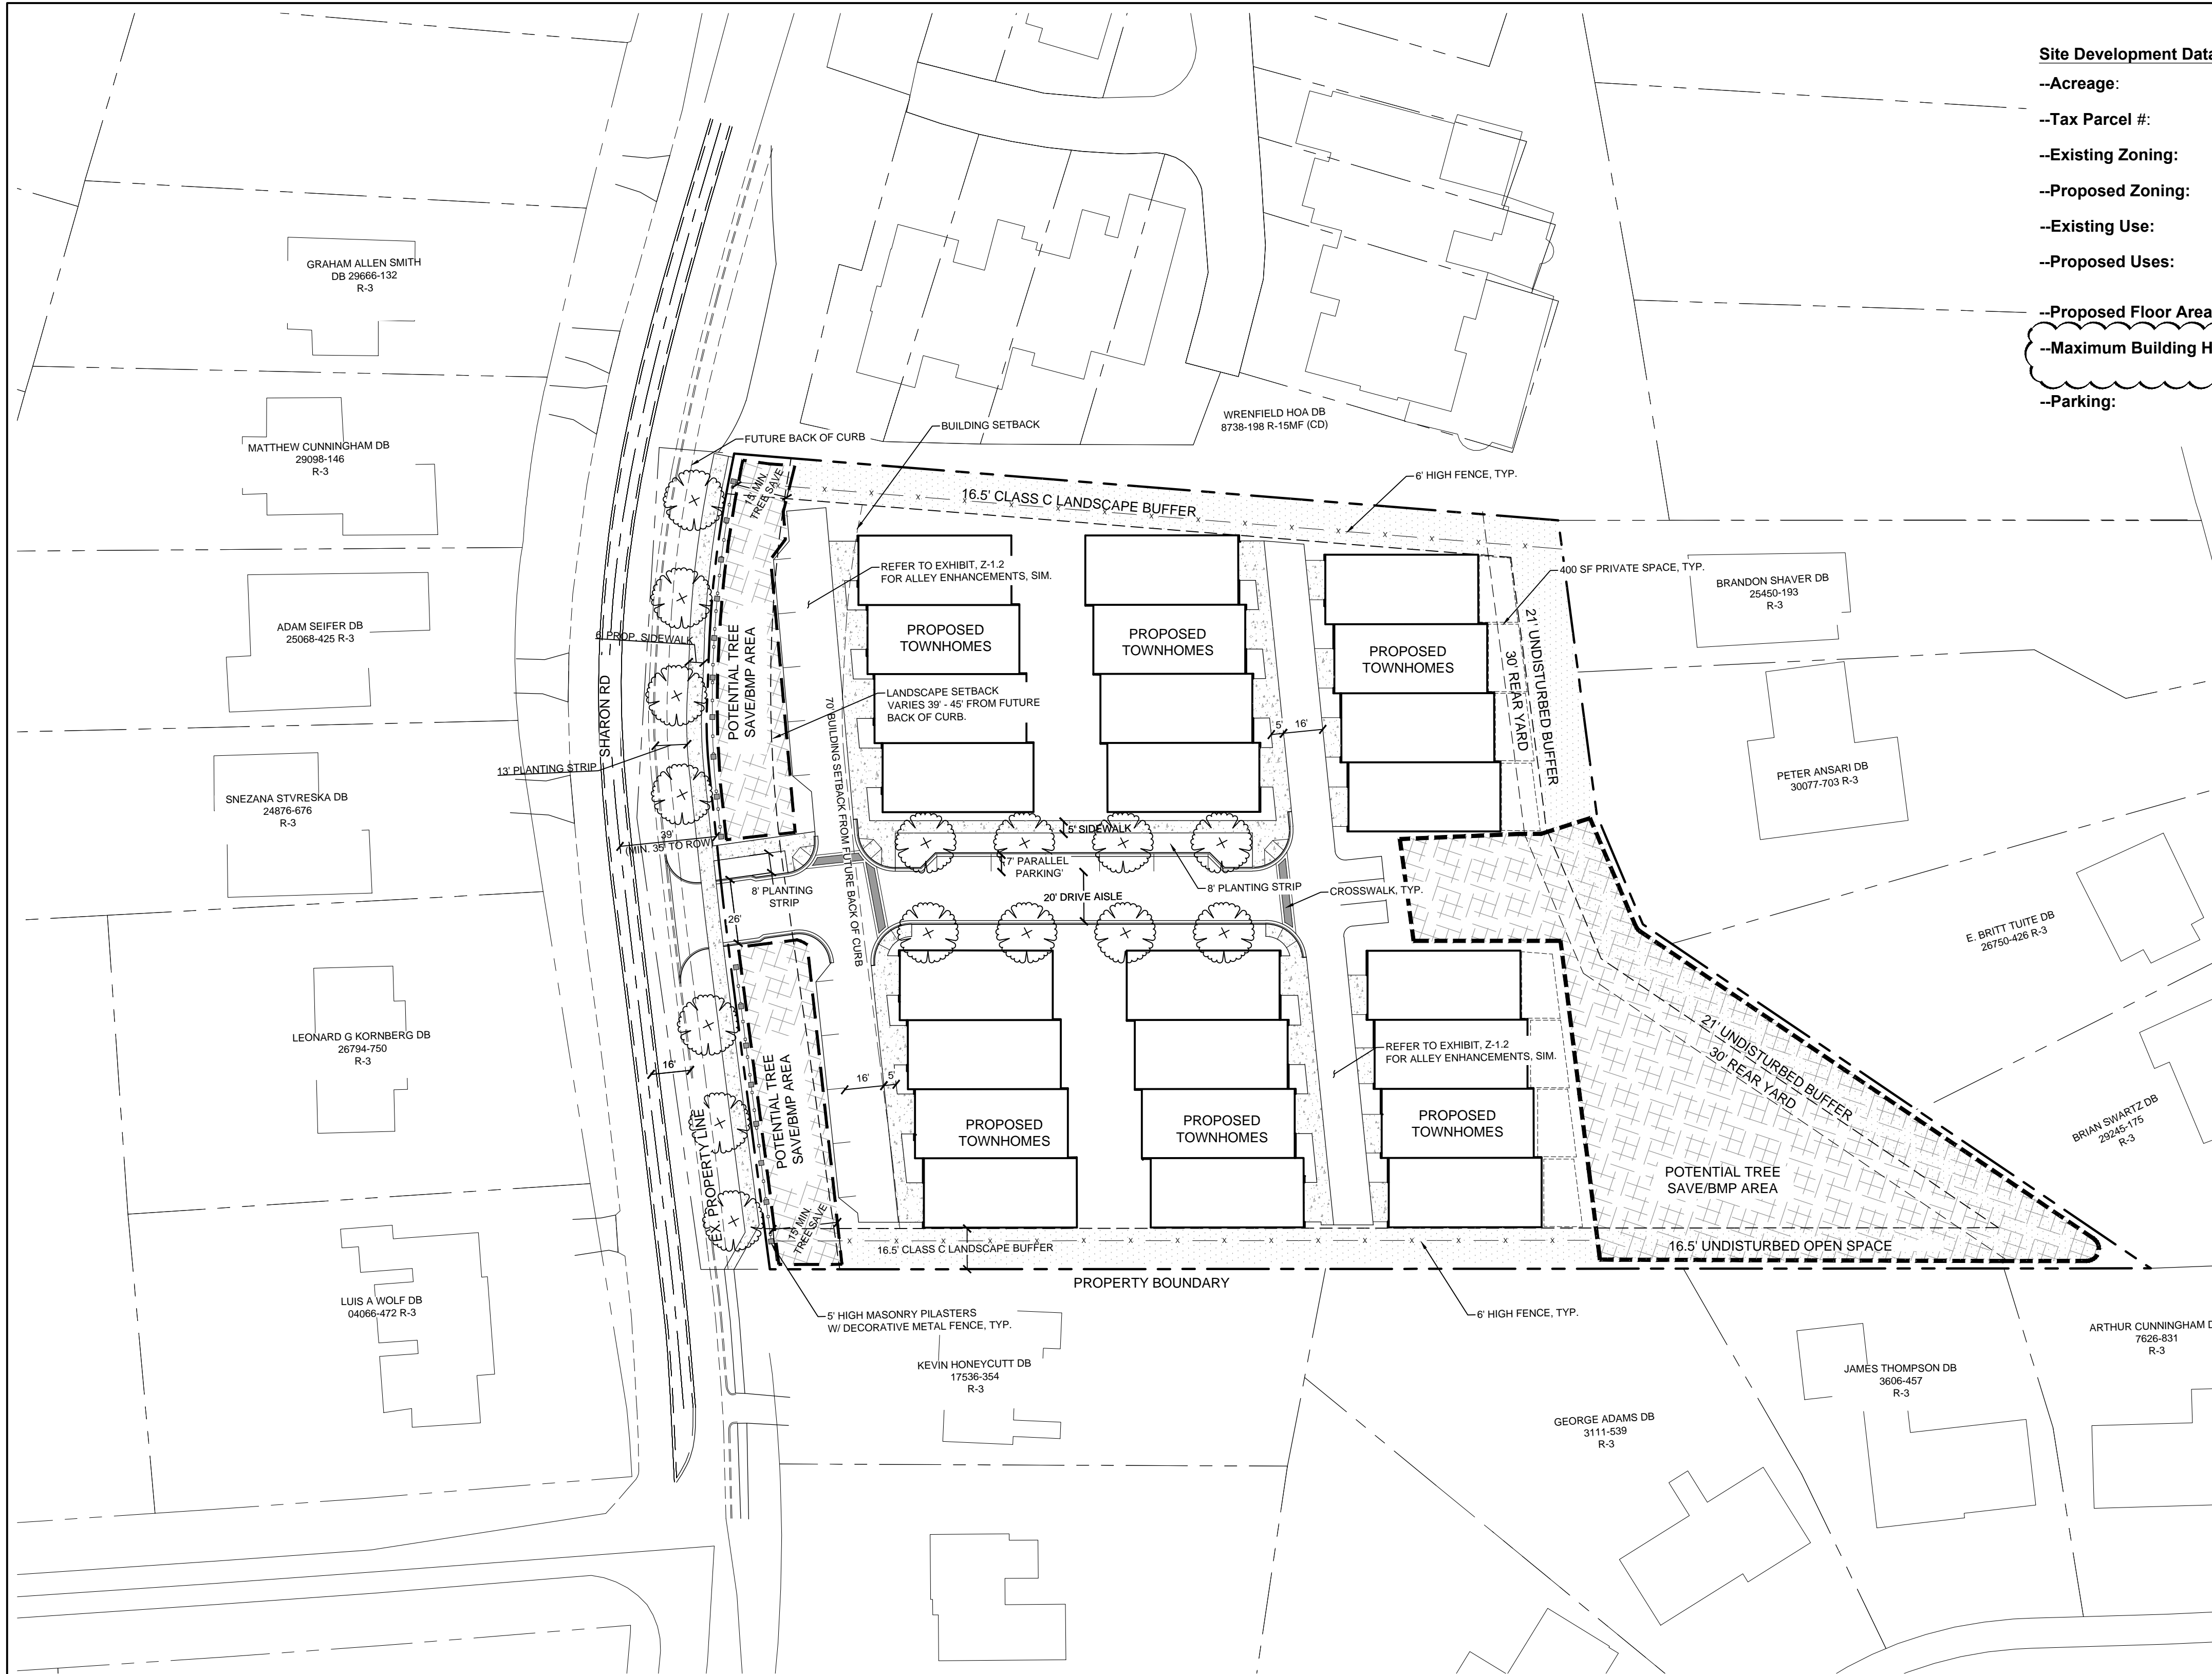 Site Development Data
--Acreage:
--Tax Parcel #:
--Existing Zoning:
--Proposed Zoning:
--Existing Use:
--Proposed Uses:
--Proposed Floor Area
--Maximum Building H
--Parking:
GRAHAM ALLEN SMITH
DB 29666-132
R-3
MATTHEW CUNNINGHAM DB
29098-146
R-3
ADAM SEIFER DB
25068-425 R-3
SNEZANA STVRESKA DB
24876-676
R-3
LEONARD G KORNBERG DB
26794-750
R-3
LUIS A WOLF DB
04066-472 R-3
SHARON RD
FUTURE BACK OF CURB
BUILDING SETBACK
WRENFIELD HOA DB
8738-198 R-15MF (CD)
6' HIGH FENCE, TYP.
15' MIN.
TREE SAVE
16.5' CLASS C LANDSCAPE BUFFER
REFER TO EXHIBIT, Z-1.2
FOR ALLEY ENHANCEMENTS, SIM.
400 SF PRIVATE SPACE, TYP.
BRANDON SHAVER DB
25450-193
R-3
PETER ANSARI DB
30077-703 R-3
E. BRITT TUITE DB
26750-426 R-3
BRIAN SWARTZ DB
29245-175
R-3
6' PROP. SIDEWALK
POTENTIAL TREE
SAVE/BMP AREA
PROPOSED
TOWNHOMES
PROPOSED
TOWNHOMES
PROPOSED
TOWNHOMES
21' UNDISTURBED BUFFER
30' REAR YARD
LANDSCAPE SETBACK
VARIES 39' - 45' FROM FUTURE
BACK OF CURB.
70' BUILDING SETBACK FROM FUTURE BACK OF CURB
5'
16'
13' PLANTING STRIP
39'
(MIN. 35' TO ROW)
5' SIDEWALK
7' PARALLEL
PARKING'
8' PLANTING
STRIP
8' PLANTING STRIP
CROSSWALK, TYP.
20' DRIVE AISLE
26'
16'
16'
5'
EX. PROPERTY LINE
POTENTIAL TREE
SAVE/BMP AREA
REFER TO EXHIBIT, Z-1.2
FOR ALLEY ENHANCEMENTS, SIM.
PROPOSED
TOWNHOMES
PROPOSED
TOWNHOMES
PROPOSED
TOWNHOMES
21' UNDISTURBED BUFFER
30' REAR YARD
POTENTIAL TREE
SAVE/BMP AREA
15' MIN.
TREE SAVE
16.5' CLASS C LANDSCAPE BUFFER
16.5' UNDISTURBED OPEN SPACE
PROPERTY BOUNDARY
5' HIGH MASONRY PILASTERS
W/ DECORATIVE METAL FENCE, TYP.
6' HIGH FENCE, TYP.
KEVIN HONEYCUTT DB
17536-354
R-3
GEORGE ADAMS DB
3111-539
R-3
JAMES THOMPSON DB
3606-457
R-3
ARTHUR CUNNINGHAM D
7626-831
R-3